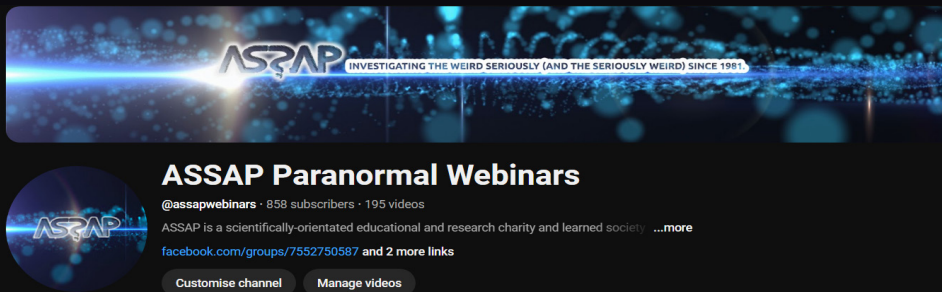 ASSAP INVESTIGATING THE WEIRD SERIOUSLY (AND THE SERIOUSLY WEIRD) SINCE 1981.
ASSAP
ASSAP Paranormal Webinars
@assapwebinars · 858 subscribers · 195 videos
ASSAP is a scientifically-orientated educational and research charity and learned society ...more
facebook.com/groups/7552750587 and 2 more links
Customise channel Manage videos